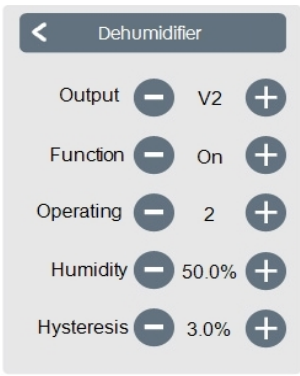 Dehumidifier
Output V2
Function On
Operating 2
Humidity 50.0%
Hysteresis 3.0%